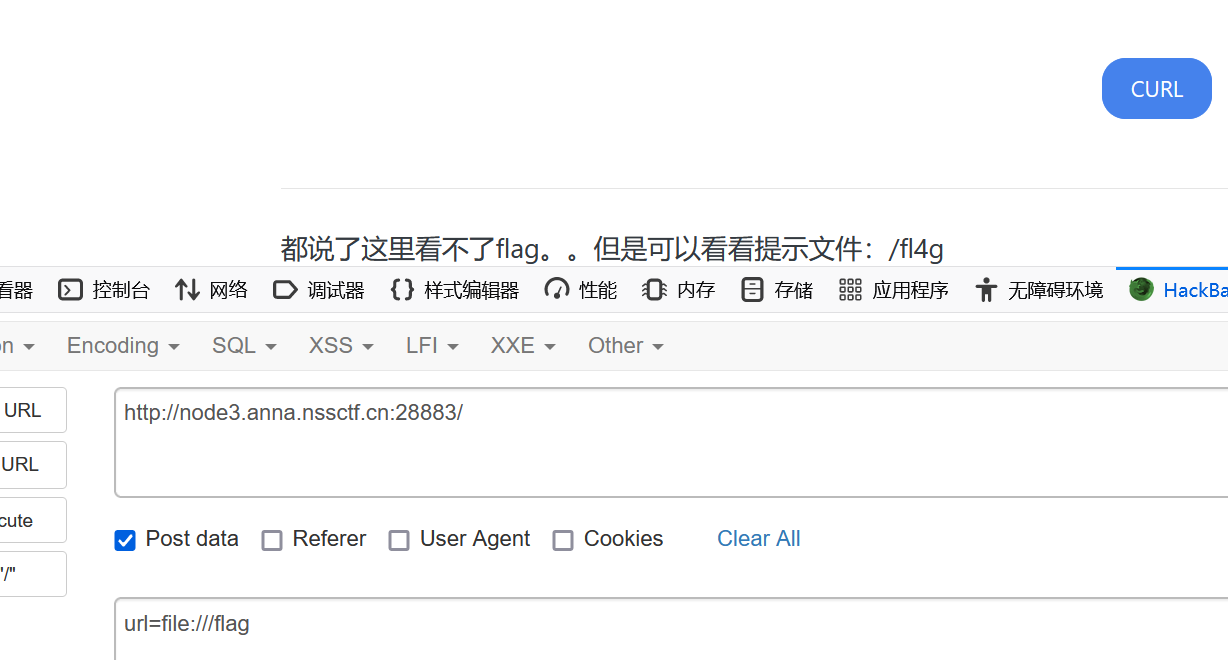 CURL
都说了这里看不了flag。。但是可以看看提示文件：/fl4g
看器 控制台 网络 调试器 样式编辑器 性能 内存 存储 应用程序 无障碍环境 HackBa
on Encoding SQL XSS LFI XXE Other
URL
http://node3.anna.nssctf.cn:28883/
URL
cute
Post data Referer User Agent Cookies Clear All
'/"
url=file:///flag